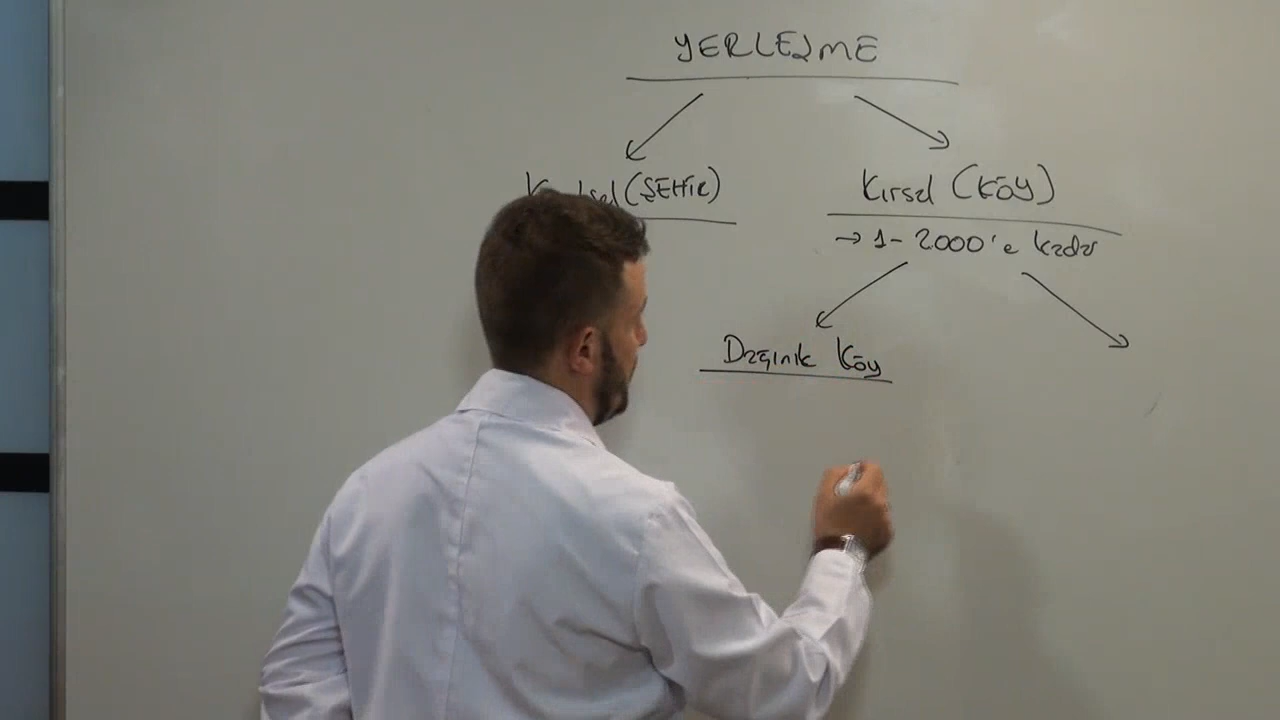 YERLEŞME
(ŞEHİR)
Kırsal (KÖY)
→ 1 - 2000'e kadar
Dağınık Köy